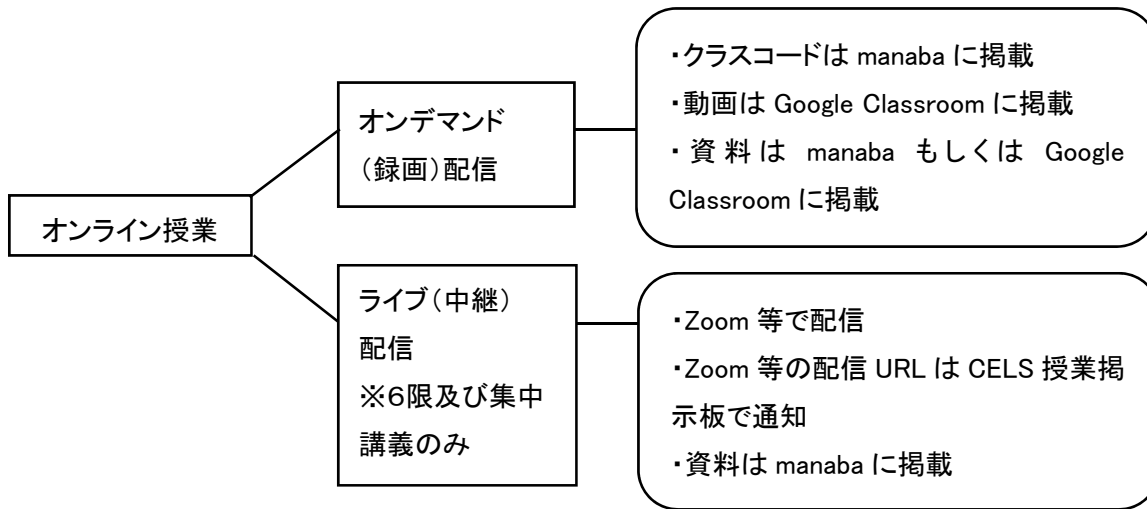 オンライン授業
オンデマンド
（録画）配信
・クラスコードは manaba に掲載
・動画は Google Classroom に掲載
・資料は manaba もしくは Google
Classroom に掲載
ライブ（中継）
配信
※６限及び集中
講義のみ
・Zoom 等で配信
・Zoom 等の配信 URL は CELS 授業掲
示板で通知
・資料は manaba に掲載